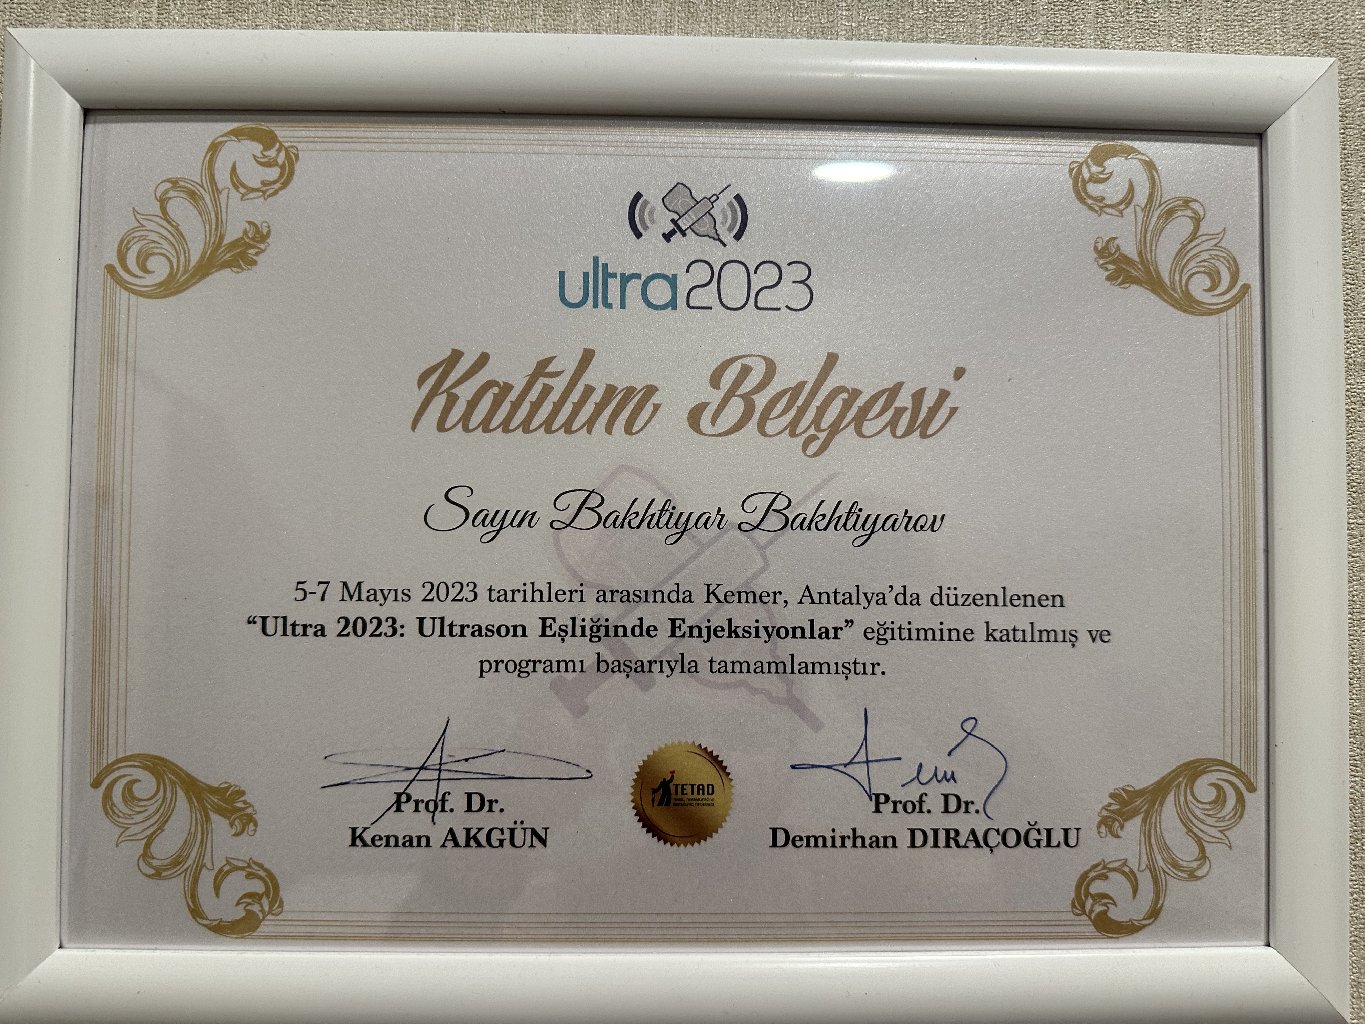 ultra2023
Katılım Belgesi
Sayın Bakhtiyar Bakhtiyarov
5-7 Mayıs 2023 tarihleri arasında Kemer, Antalya’da düzenlenen
“Ultra 2023: Ultrason Eşliğinde Enjeksiyonlar” eğitimine katılmış ve
programı başarıyla tamamlamıştır.
Prof. Dr.
Kenan AKGÜN
TETAD
Prof. Dr.
Demirhan DIRAÇOĞLU